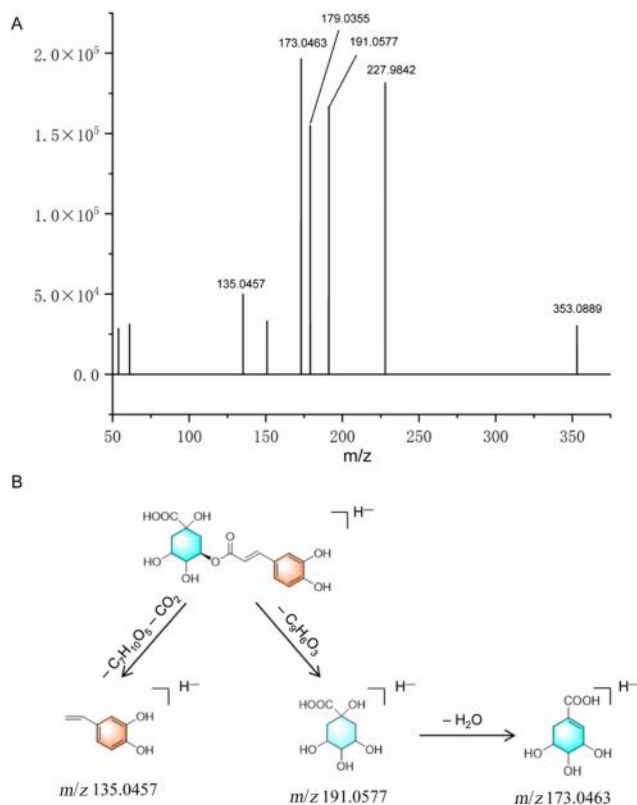 A
179.0355
173.0463
191.0577
227.9842
2.0×10⁵
1.5×10⁵
1.0×10⁵
5.0×10⁴
0.0
135.0457
353.0889
50 100 150 200 250 300 350
m/z
B
HOOC OH H⁻
HO O O OH
OH OH
– C₇H₁₀O₅ – CO₂
– C₉H₆O₃
H⁻ H⁻ H⁻
HOOC OH COOH
OH – H₂O
OH HO OH HO OH
OH OH
m/z 135.0457 m/z 191.0577 m/z 173.0463